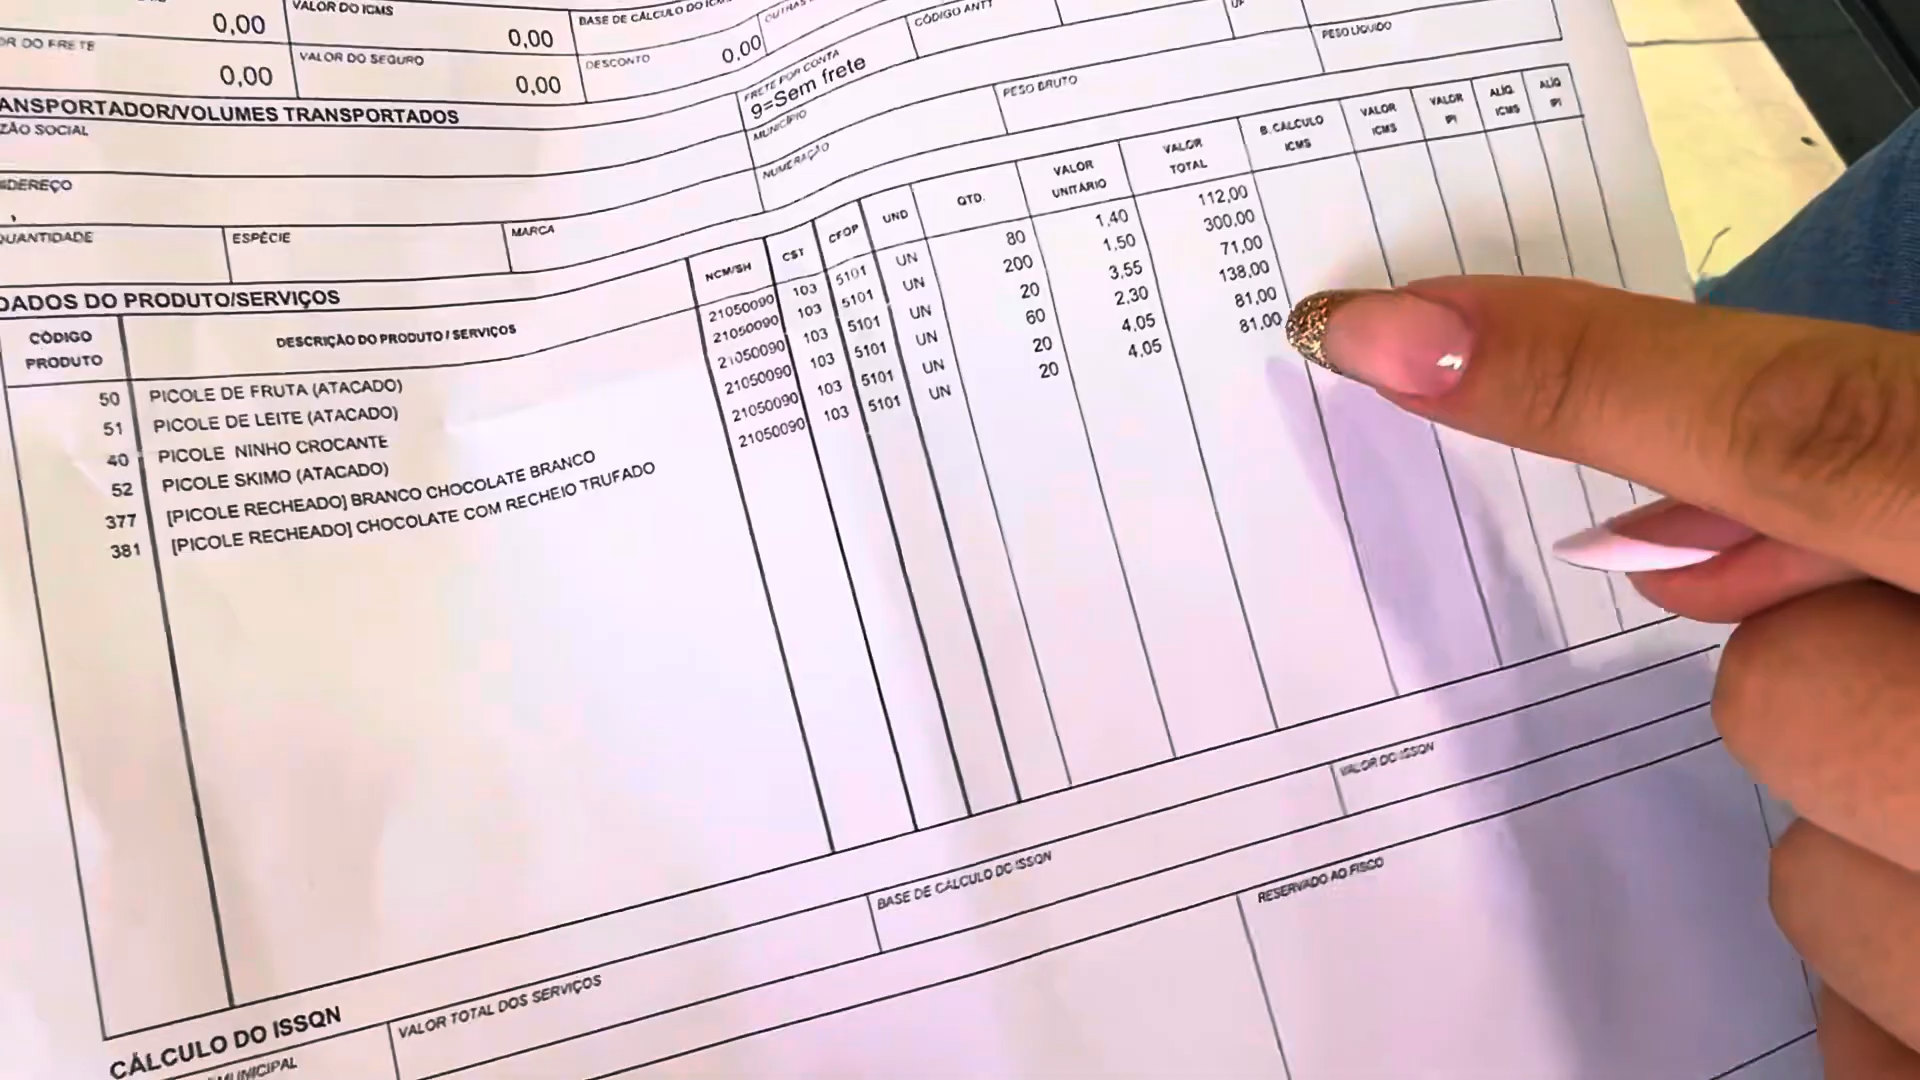 0,00
VALOR DO ICMS
0,00
BASE DE CÁLCULO DO
0,00
VALOR DO SEGURO
0,00
DESCONTO
0,00
FRETE POR CONTA
9=Sem frete
CÓDIGO ANTT
UF
ANSPORTADOR/VOLUMES TRANSPORTADOS
ZÃO SOCIAL
MUNICÍPIO
PESO BRUTO
PESO LÍQUIDO
NUMERAÇÃO
QUANTIDADE
ESPÉCIE
MARCA
DADOS DO PRODUTO/SERVIÇOS
CÓDIGO PRODUTO DESCRIÇÃO DO PRODUTO / SERVIÇOS NCM/SH CST CFOP UND QTD. VALOR UNITÁRIO VALOR TOTAL B. CÁLCULO ICMS VALOR ICMS VALOR IPI ALÍQ. ICMS ALÍQ IPI
50 PICOLE DE FRUTA (ATACADO) 21050090 103 5101 UN 80 1,40 112,00
51 PICOLE DE LEITE (ATACADO) 21050090 103 5101 UN 200 1,50 300,00
40 PICOLE NINHO CROCANTE 21050090 103 5101 UN 20 3,55 71,00
52 PICOLE SKIMO (ATACADO) 21050090 103 5101 UN 60 2,30 138,00
377 [PICOLE RECHEADO] BRANCO CHOCOLATE BRANCO 21050090 103 5101 UN 20 4,05 81,00
381 [PICOLE RECHEADO] CHOCOLATE COM RECHEIO TRUFADO 21050090 103 5101 UN 20 4,05 81,00
CÁLCULO DO ISSQN
MUNICIPAL
VALOR TOTAL DOS SERVIÇOS
BASE DE CÁLCULO DO ISSQN
VALOR DO ISSQN
RESERVADO AO FISCO